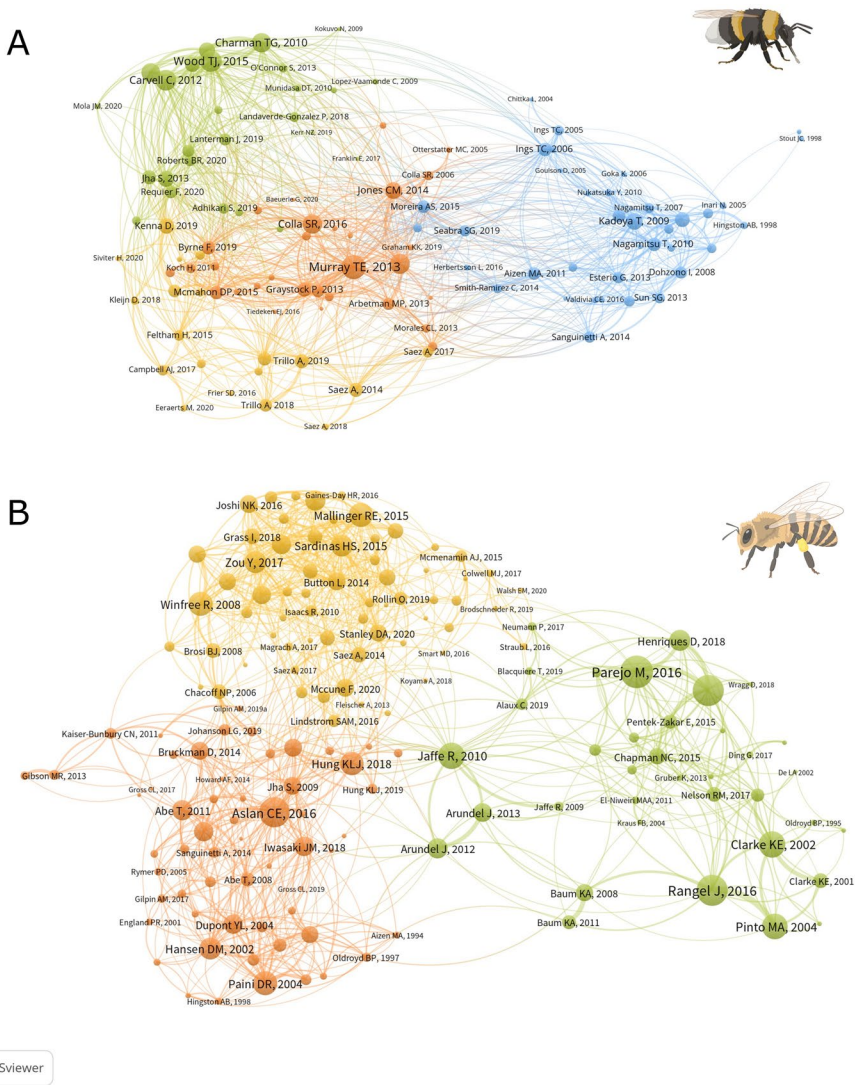 A
Kokuvo N, 2009
Charman TG, 2010
Wood TJ, 2015
O'Connor S, 2013
Carvell C, 2012
Lopez-Vaamonde C, 2009
Munidasa DT, 2010
Mola JM, 2020
Chittka L, 2004
Landaverde-Gonzalez P, 2018
Kerr NZ, 2019
Ings TC, 2005
Stout JC, 1998
Lanterman J, 2019
Otterstatter MC, 2005
Ings TC, 2006
Roberts BR, 2020
Franklin E, 2017
Goulson D, 2005
Jha S, 2013
Colla SR, 2006
Goka K, 2006
Requier F, 2020
Jones CM, 2014
Nukatsuka Y, 2010
Baeuerle G, 2020
Adhikari S, 2019
Moreira AS, 2015
Nagamitsu T, 2007
Inari N, 2005
Kenna D, 2019
Colla SR, 2016
Kadoya T, 2009
Hingston AB, 1998
Seabra SG, 2019
Byrne F, 2019
Graham KK, 2019
Nagamitsu T, 2010
Siviter H, 2020
Koch H, 2011
Murray TE, 2013
Herbertsson L, 2016
Aizen MA, 2011
Dohzono I, 2008
Esterio G, 2013
Mcmahon DP, 2015
Graystock P, 2013
Smith-Ramirez C, 2014
Kleijn D, 2018
Arbetman MP, 2013
Valdivia CE, 2016
Sun SG, 2013
Tiedeken EJ, 2016
Feltham H, 2015
Morales CL, 2013
Sanguinetti A, 2014
Saez A, 2017
Trillo A, 2019
Campbell AJ, 2017
Frier SD, 2016
Saez A, 2014
Eeraerts M, 2020
Trillo A, 2018
Saez A, 2018
B
Gaines-Day HR, 2016
Joshi NK, 2016
Mallinger RE, 2015
Grass I, 2018
Sardinas HS, 2015
Mcmenamin AJ, 2015
Zou Y, 2017
Colwell MJ, 2017
Button L, 2014
Walsh EM, 2020
Winfree R, 2008
Rollin O, 2019
Isaacs R, 2010
Brodschneider R, 2019
Neumann P, 2017
Stanley DA, 2020
Henriques D, 2018
Magrach A, 2017
Straub L, 2016
Brosi BJ, 2008
Saez A, 2014
Smart MD, 2016
Saez A, 2017
Blacquiere T, 2019
Parejo M, 2016
Koyama A, 2018
Wragg D, 2018
Chacoff NP, 2006
Mccune F, 2020
Fleischer A, 2013
Alaux C, 2019
Gilpin AM, 2019a
Lindstrom SAM, 2016
Pentek-Zakar E, 2015
Kaiser-Bunbury CN, 2011
Johanson LG, 2019
Bruckman D, 2014
Jaffe R, 2010
Chapman NC, 2015
Ding G, 2017
Hung KLJ, 2018
De LA 2002
Gibson MR, 2013
Howard AF, 2014
Gruber K, 2013
Gross CL, 2017
Jha S, 2009
Hung KLJ, 2019
Nelson RM, 2017
El-Niwein MAA, 2011
Abe T, 2011
Aslan CE, 2016
Arundel J, 2013
Jaffe R, 2009
Kraus FB, 2004
Oldroyd BP, 1995
Clarke KE, 2002
Sanguinetti A, 2014
Iwasaki JM, 2018
Arundel J, 2012
Rymer PD, 2005
Abe T, 2008
Gross CL, 2019
Clarke KE, 2001
Baum KA, 2008
Rangel J, 2016
Gilpin AM, 2017
England PR, 2001
Dupont YL, 2004
Baum KA, 2011
Pinto MA, 2004
Aizen MA, 1994
Hansen DM, 2002
Oldroyd BP, 1997
Paini DR, 2004
Hingston AB, 1998
Sviewer